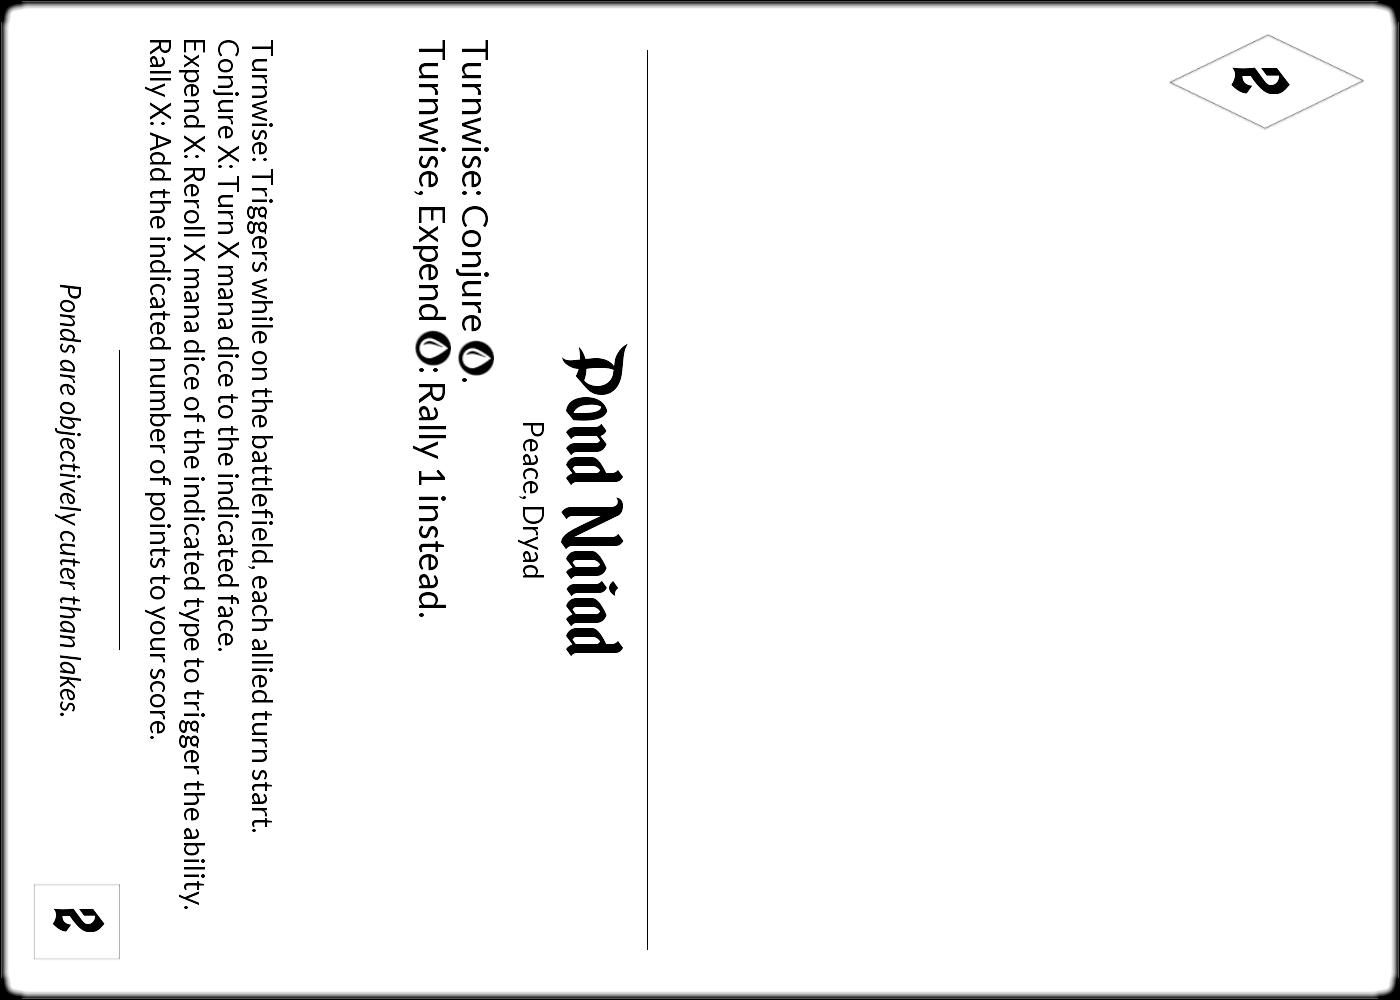 2
Pond Naiad
Peace, Dryad
Turnwise: Conjure .
Turnwise, Expend : Rally 1 instead.
Turnwise: Triggers while on the battlefield, each allied turn start.
Conjure X: Turn X mana dice to the indicated face.
Expend X: Reroll X mana dice of the indicated type to trigger the ability.
Rally X: Add the indicated number of points to your score.
Ponds are objectively cuter than lakes.
2